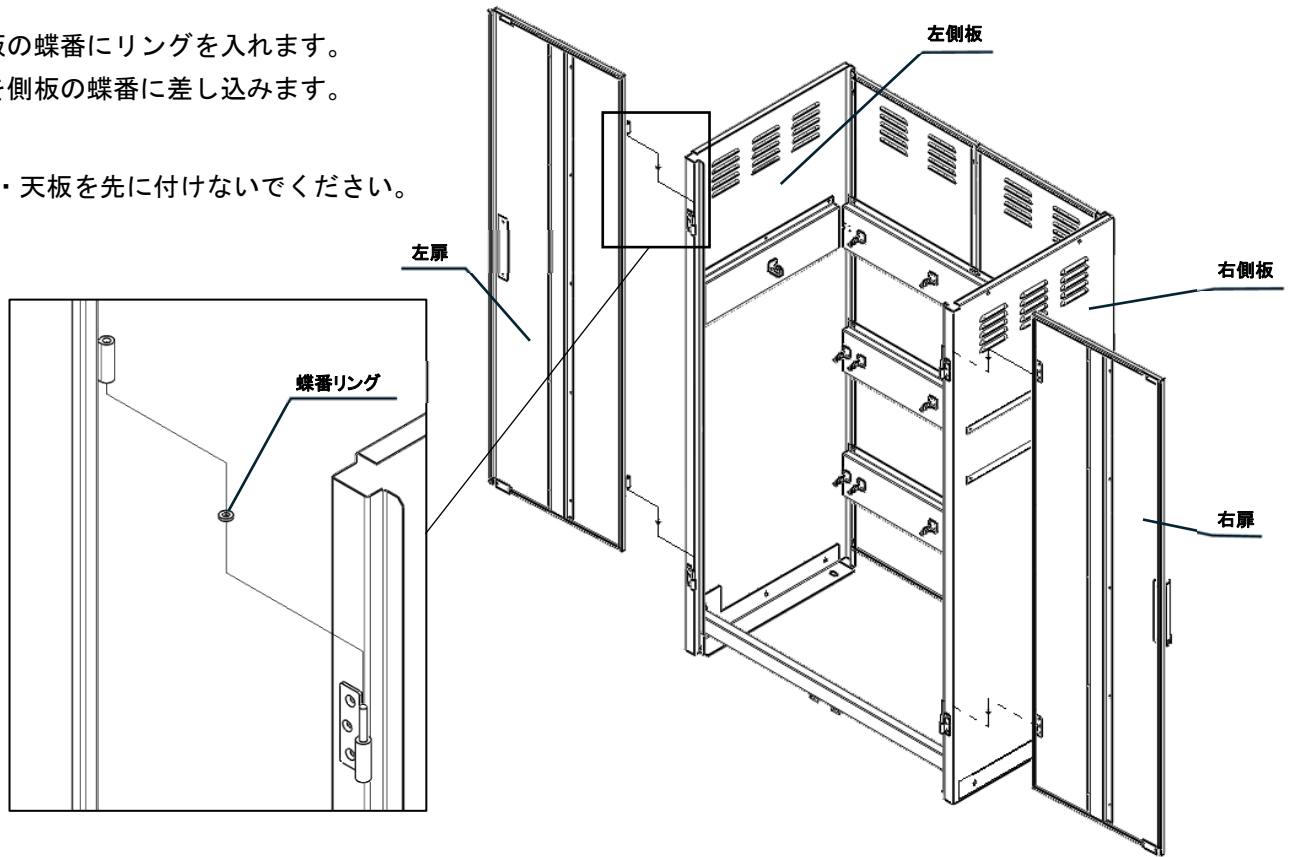 板の蝶番にリングを入れます。
を側板の蝶番に差し込みます。
・天板を先に付けないでください。
左側板
左扉
右側板
蝶番リング
右扉